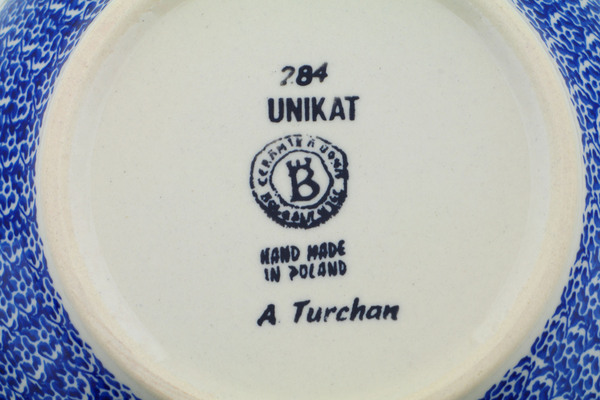 284
UNIKAT
B
HAND MADE
IN POLAND
A. Turchan